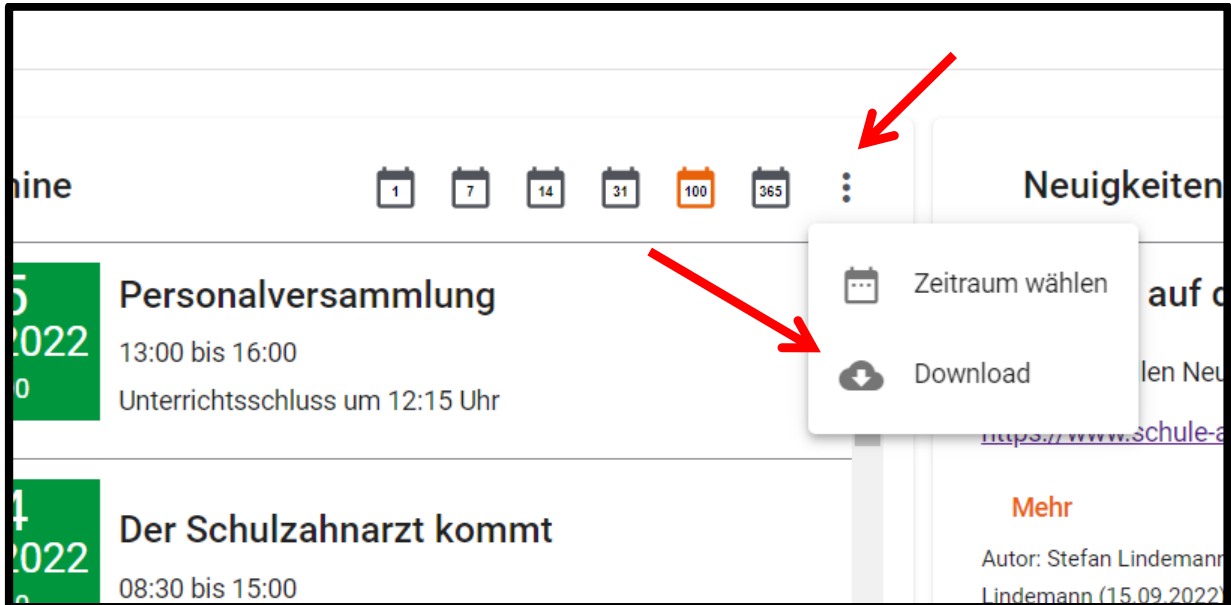 mine
1 7 14 31 100 365
Neuigkeiten
Zeitraum wählen
Download
5
2022
Personalversammlung
13:00 bis 16:00
Unterrichtsschluss um 12:15 Uhr
4
2022
Der Schulzahnarzt kommt
08:30 bis 15:00
auf
https://www.schule-a
Mehr
Autor: Stefan Lindemann
Lindemann (15.09.2022)